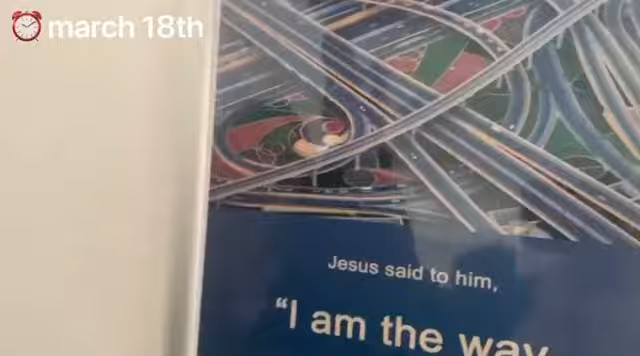 ⏰ march 18th
Jesus said to him,
“I am the way